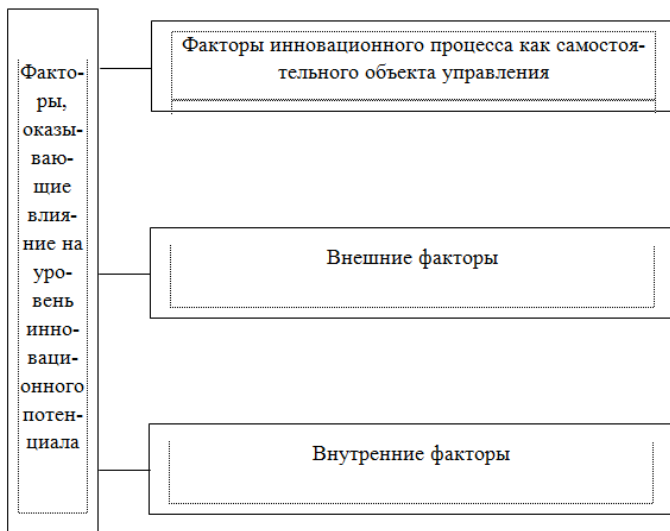 Факто-
ры,
оказы-
ваю-
щие
влия-
ние на
уро-
вень
инно-
ваци-
онного
потен-
циала
Факторы инновационного процесса как самостоя-
тельного объекта управления
Внешние факторы
Внутренние факторы